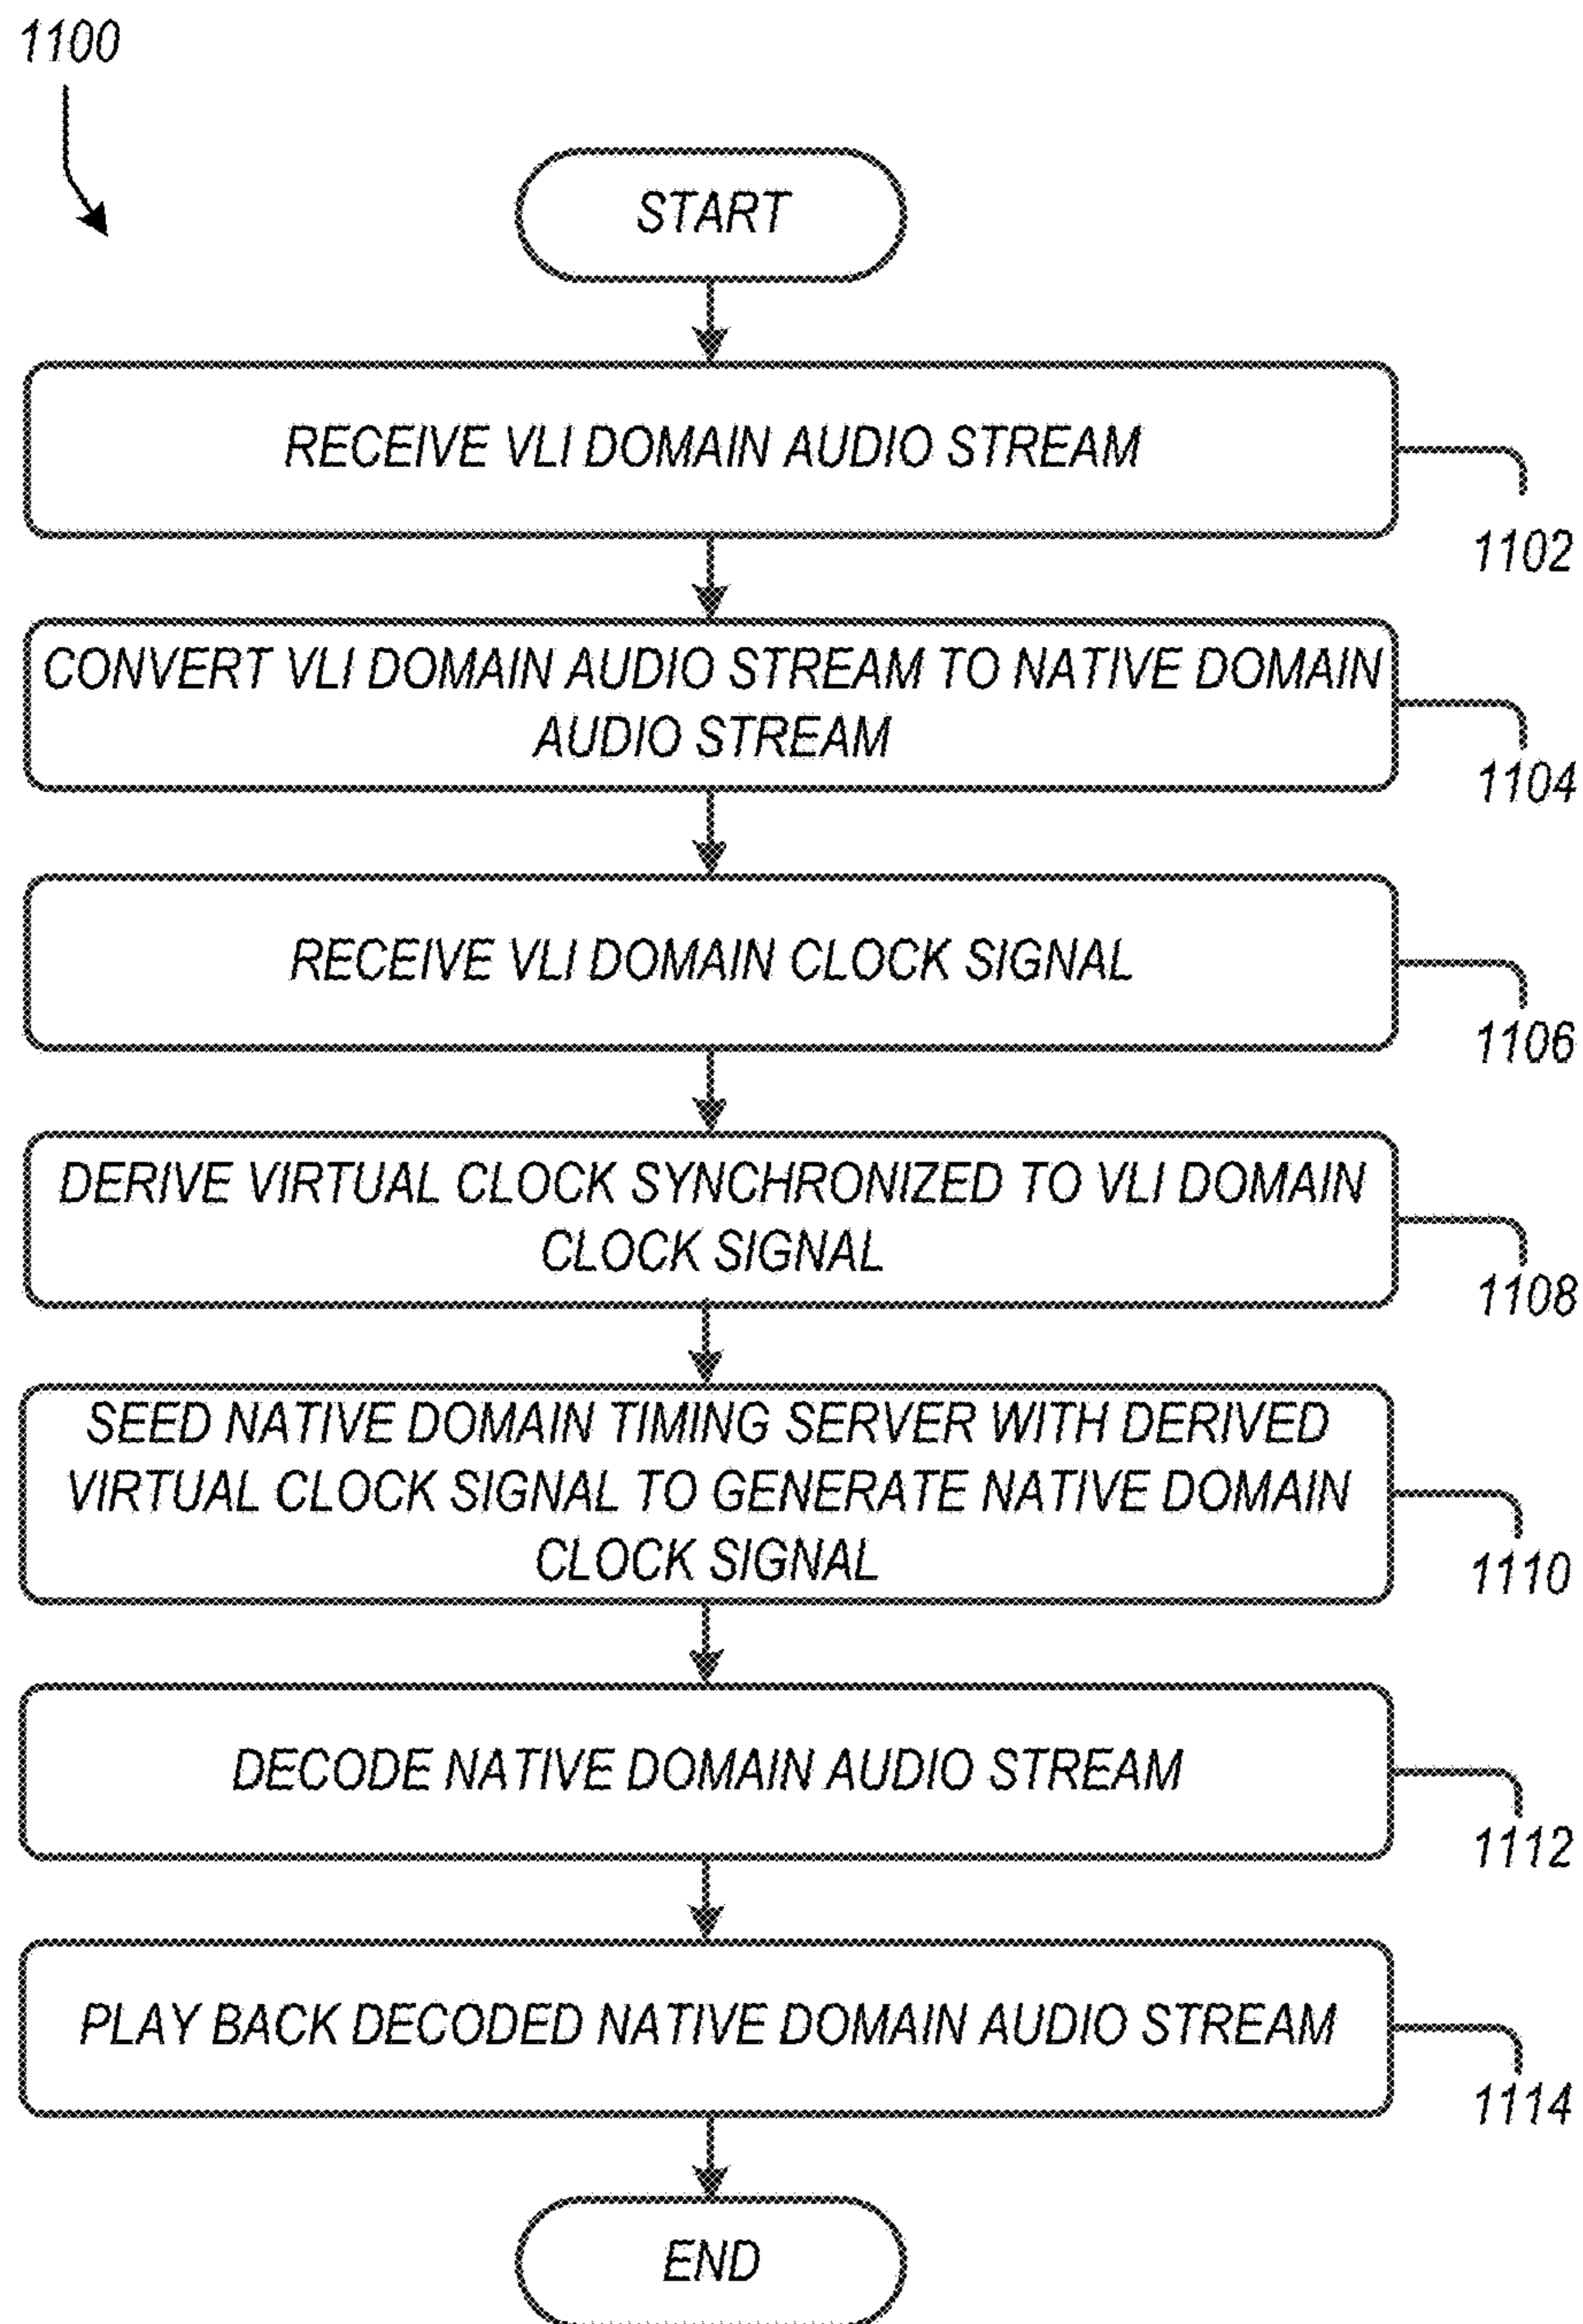 1100
START
RECEIVE VLI DOMAIN AUDIO STREAM
1102
CONVERT VLI DOMAIN AUDIO STREAM TO NATIVE DOMAIN
AUDIO STREAM
1104
RECEIVE VLI DOMAIN CLOCK SIGNAL
1106
DERIVE VIRTUAL CLOCK SYNCHRONIZED TO VLI DOMAIN
CLOCK SIGNAL
1108
SEED NATIVE DOMAIN TIMING SERVER WITH DERIVED
VIRTUAL CLOCK SIGNAL TO GENERATE NATIVE DOMAIN
CLOCK SIGNAL
1110
DECODE NATIVE DOMAIN AUDIO STREAM
1112
PLAY BACK DECODED NATIVE DOMAIN AUDIO STREAM
1114
END